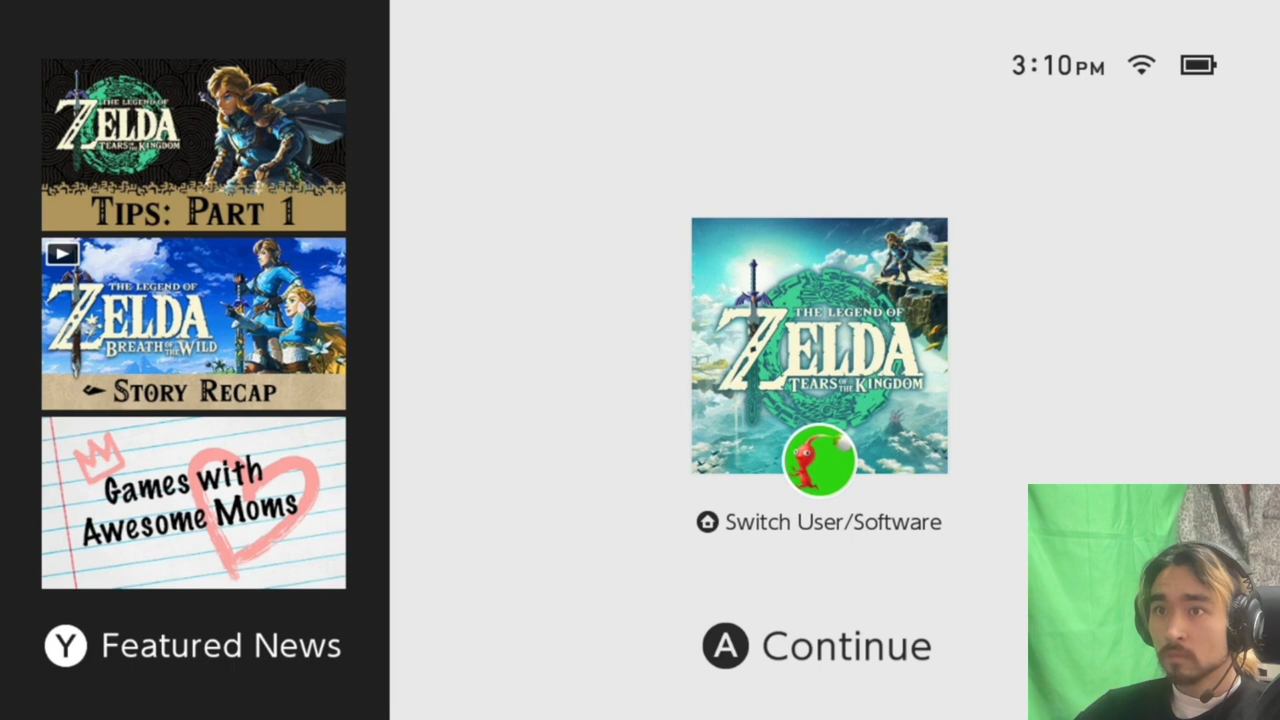 THE LEGEND OF
ZELDA
TEARS OF THE KINGDOM
TIPS: PART 1
THE LEGEND OF
ZELDA
BREATH OF THE WILD
STORY RECAP
Games with
Awesome Moms
Y Featured News
3:10 PM
THE LEGEND OF
ZELDA
TEARS OF THE KINGDOM
Switch User/Software
A Continue